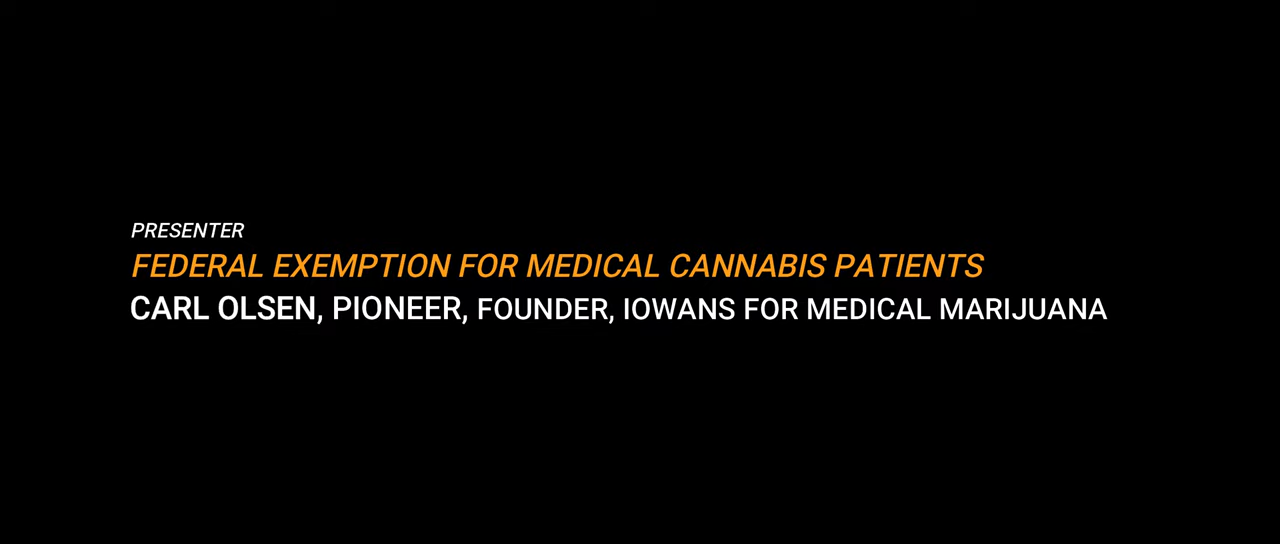 PRESENTER
FEDERAL EXEMPTION FOR MEDICAL CANNABIS PATIENTS
CARL OLSEN, PIONEER, FOUNDER, IOWANS FOR MEDICAL MARIJUANA